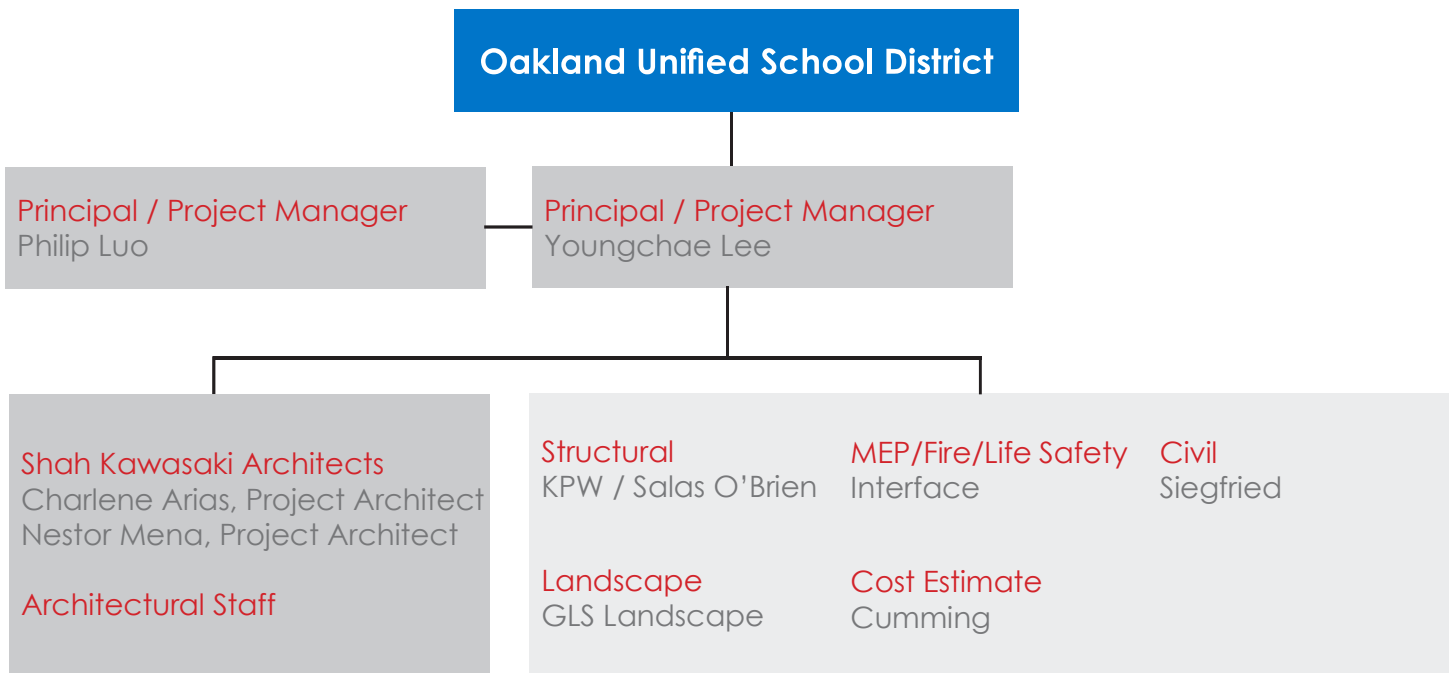 Oakland Unified School District
Principal / Project Manager
Philip Luo
Principal / Project Manager
Youngchae Lee
Shah Kawasaki Architects
Charlene Arias, Project Architect
Nestor Mena, Project Architect
Architectural Staff
Structural
KPW / Salas O’Brien
MEP/Fire/Life Safety
Interface
Civil
Siegfried
Landscape
GLS Landscape
Cost Estimate
Cumming